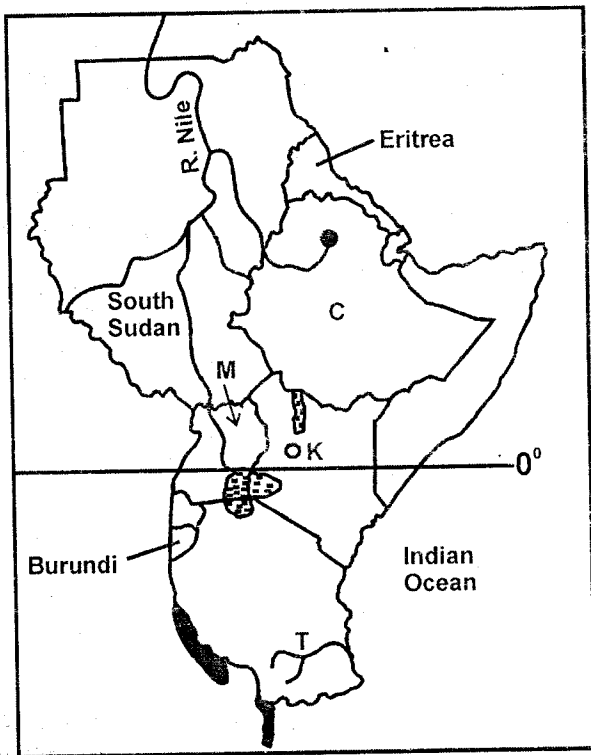 R. Nile
Eritrea
South
Sudan
C
M
K
0°
Burundi
Indian
Ocean
T